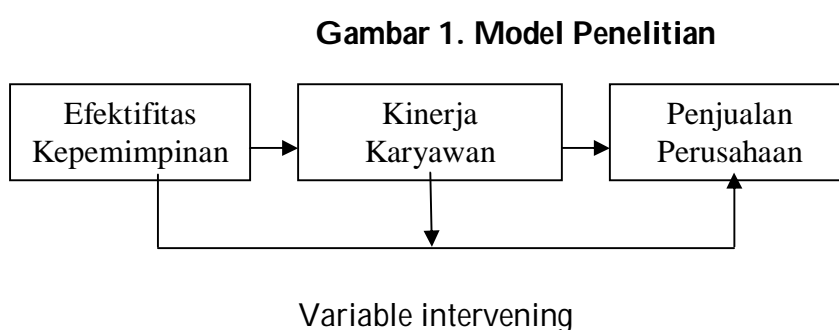 Gambar 1. Model Penelitian
Efektifitas
Kepemimpinan
Kinerja
Karyawan
Penjualan
Perusahaan
Variable intervening